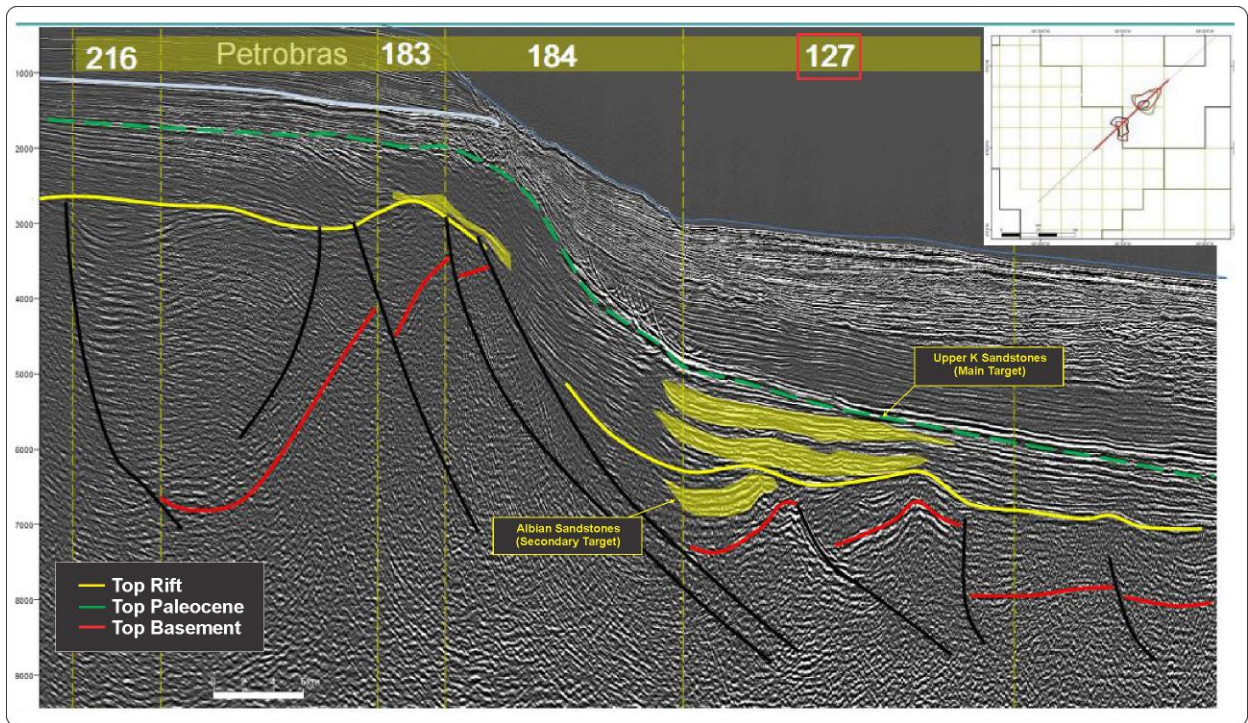 216
Petrobras
183
184
127
1000
2000
3000
4000
5000
6000
7000
8000
9000
Upper K Sandstones
(Main Target)
Albian Sandstones
(Secondary Target)
Top Rift
Top Paleocene
Top Basement